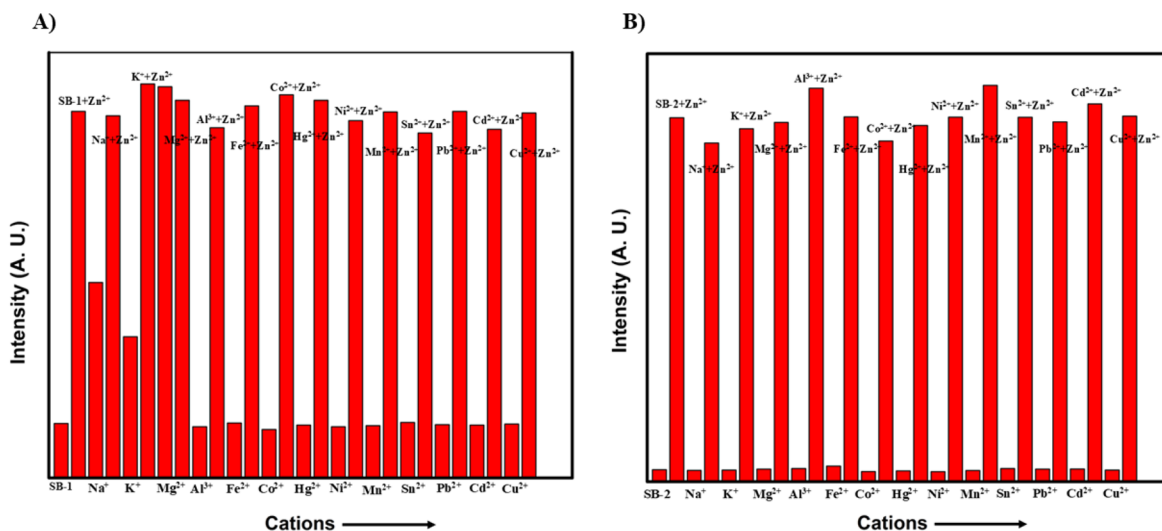 A)
K⁺+Zn²⁺
Co²⁺+Zn²⁺
SB-1+Zn²⁺
Ni²⁺+Zn²⁺
Al³⁺+Zn²⁺
Sn²⁺+Zn²⁺
Cd²⁺+Zn²⁺
Na⁺+Zn²⁺
Mg²⁺+Zn²⁺
Fe²⁺+Zn²⁺
Hg²⁺+Zn²⁺
Mn²⁺+Zn²⁺
Pb²⁺+Zn²⁺
Cu²⁺+Zn²⁺
Intensity (A. U.)
SB-1 Na⁺ K⁺ Mg²⁺ Al³⁺ Fe²⁺ Co²⁺ Hg²⁺ Ni²⁺ Mn²⁺ Sn²⁺ Pb²⁺ Cd²⁺ Cu²⁺
Cations
B)
Al³⁺+Zn²⁺
Cd²⁺+Zn²⁺
SB-2+Zn²⁺
Ni²⁺+Zn²⁺
Sn²⁺+Zn²⁺
K⁺+Zn²⁺
Co²⁺+Zn²⁺
Mg²⁺+Zn²⁺
Fe²⁺+Zn²⁺
Mn²⁺+Zn²⁺
Pb²⁺+Zn²⁺
Cu²⁺+Zn²⁺
Na⁺+Zn²⁺
Hg²⁺+Zn²⁺
Intensity (A. U.)
SB-2 Na⁺ K⁺ Mg²⁺ Al³⁺ Fe²⁺ Co²⁺ Hg²⁺ Ni²⁺ Mn²⁺ Sn²⁺ Pb²⁺ Cd²⁺ Cu²⁺
Cations